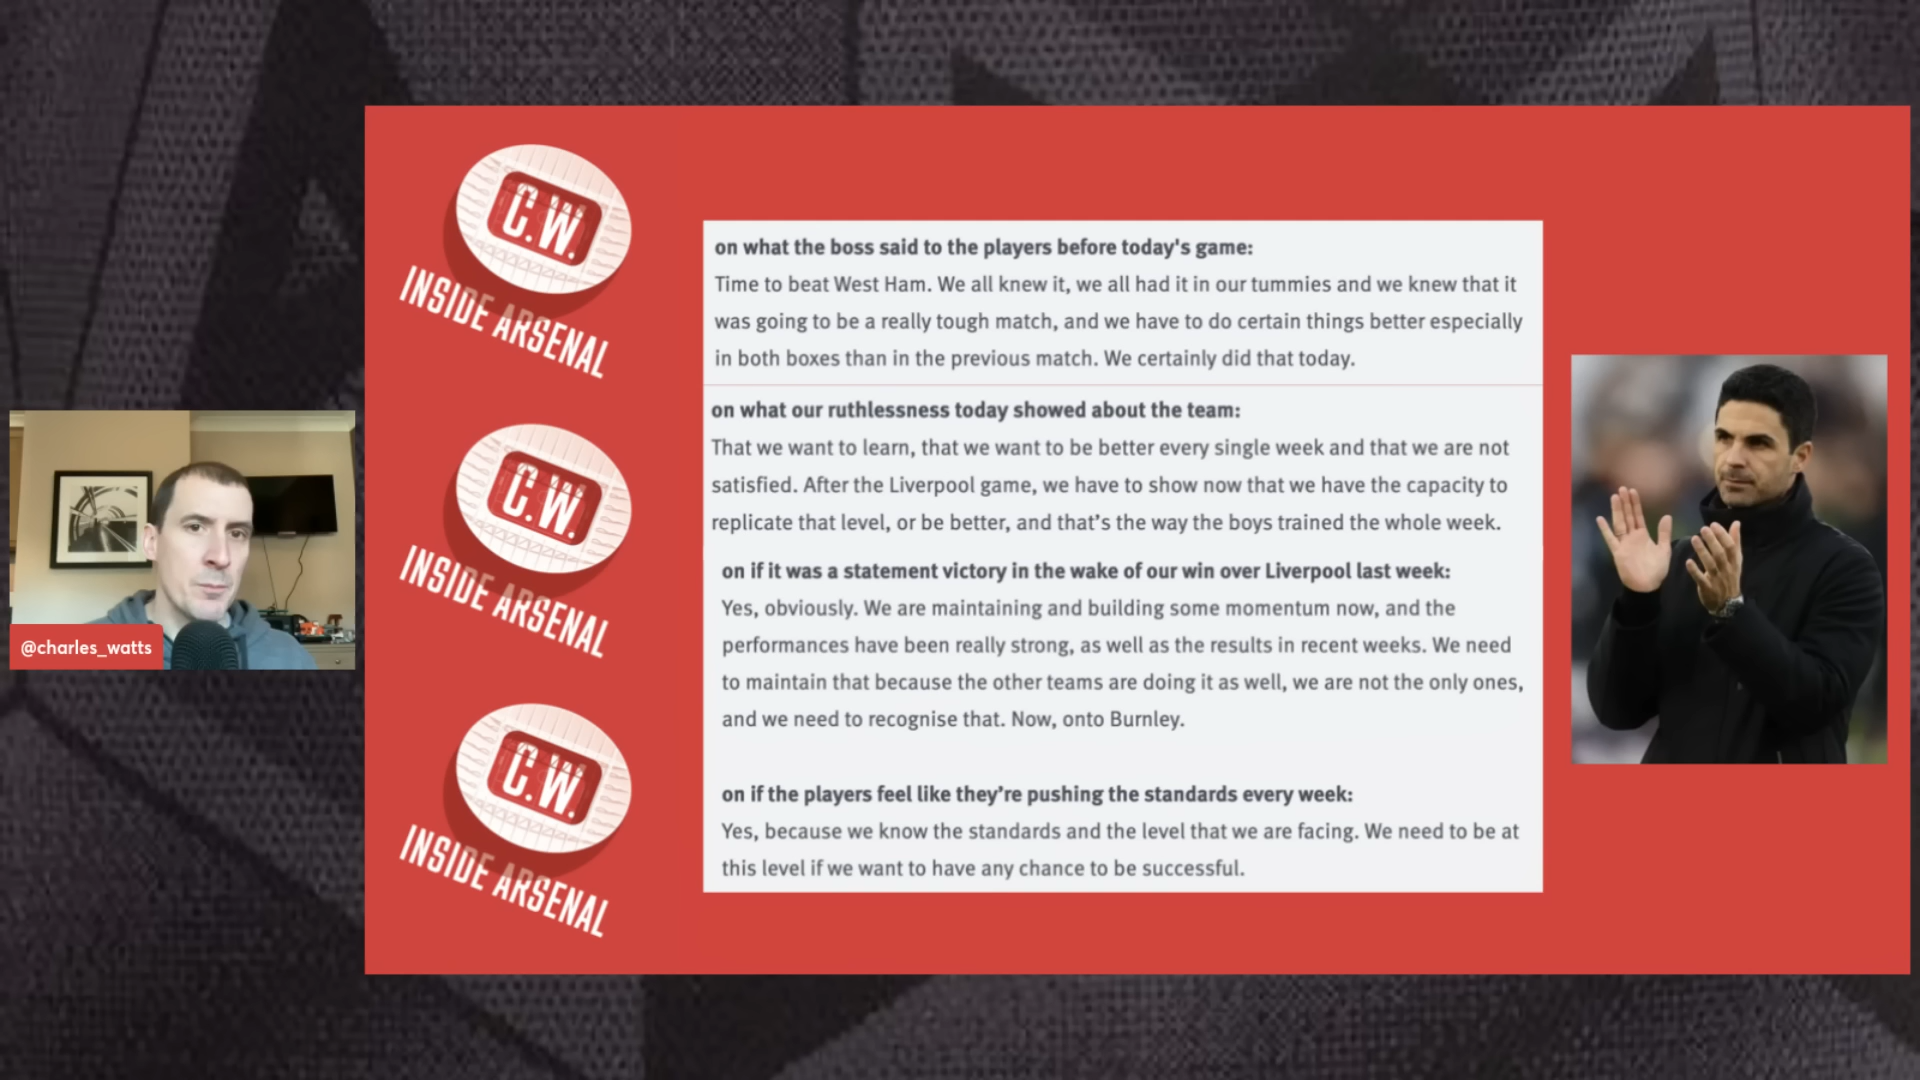 C.W.
INSIDE ARSENAL
C.W.
INSIDE ARSENAL
C.W.
INSIDE ARSENAL
@charles_watts
on what the boss said to the players before today's game:
Time to beat West Ham. We all knew it, we all had it in our tummies and we knew that it
was going to be a really tough match, and we have to do certain things better especially
in both boxes than in the previous match. We certainly did that today.
on what our ruthlessness today showed about the team:
That we want to learn, that we want to be better every single week and that we are not
satisfied. After the Liverpool game, we have to show now that we have the capacity to
replicate that level, or be better, and that’s the way the boys trained the whole week.
on if it was a statement victory in the wake of our win over Liverpool last week:
Yes, obviously. We are maintaining and building some momentum now, and the
performances have been really strong, as well as the results in recent weeks. We need
to maintain that because the other teams are doing it as well, we are not the only ones,
and we need to recognise that. Now, onto Burnley.
on if the players feel like they’re pushing the standards every week:
Yes, because we know the standards and the level that we are facing. We need to be at
this level if we want to have any chance to be successful.